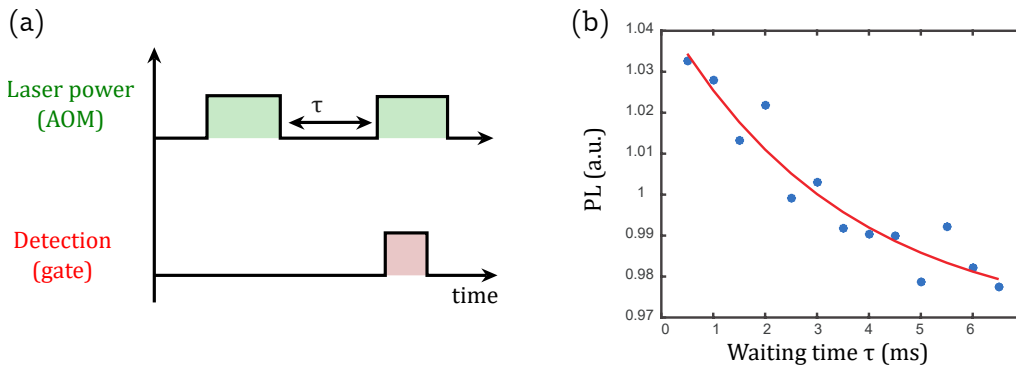 (a)
Laser power
(AOM)
τ
Detection
(gate)
time
(b)
1.04
1.03
1.02
1.01
1
0.99
0.98
0.97
PL (a.u.)
0 1 2 3 4 5 6
Waiting time τ (ms)